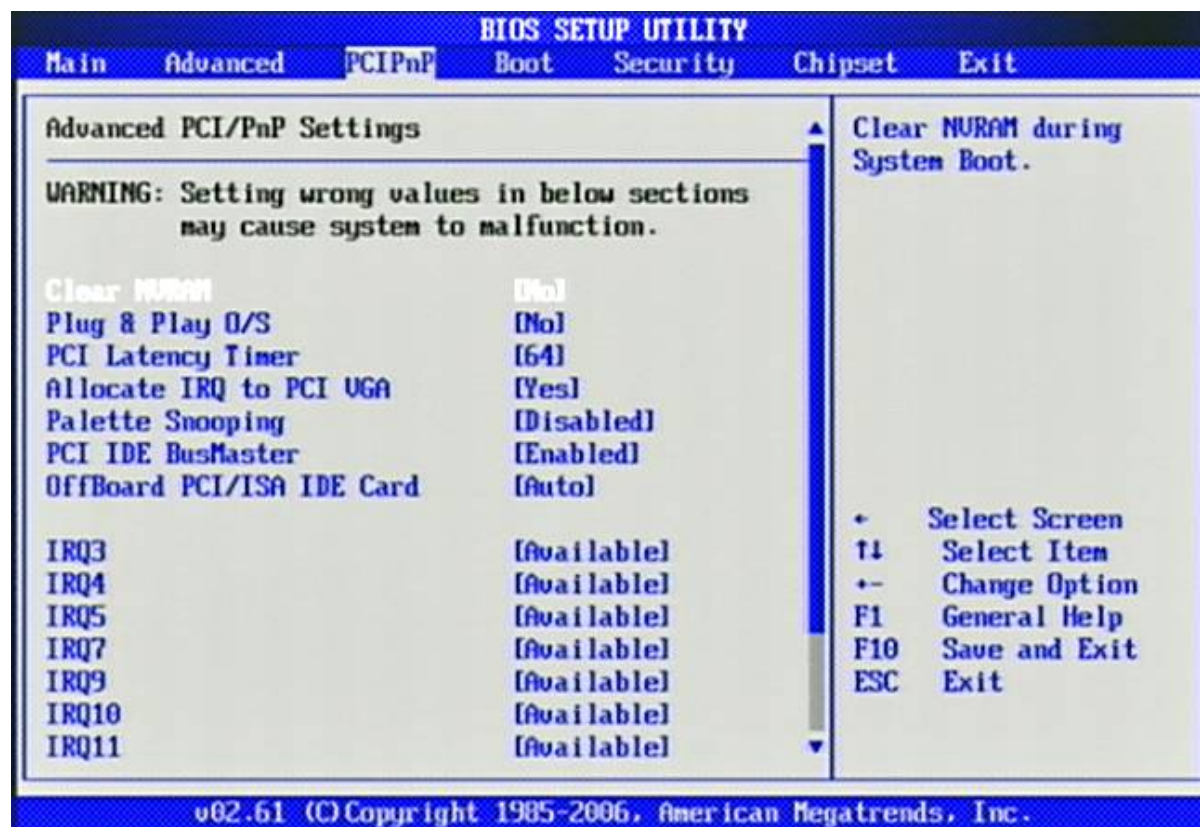 BIOS SETUP UTILITY
Main Advanced PCIPnP Boot Security Chipset Exit
Advanced PCI/PnP Settings
WARNING: Setting wrong values in below sections
may cause system to malfunction.
Clear NVRAM [No]
Plug & Play O/S [No]
PCI Latency Timer [64]
Allocate IRQ to PCI VGA [Yes]
Palette Snooping [Disabled]
PCI IDE BusMaster [Enabled]
OffBoard PCI/ISA IDE Card [Auto]
IRQ3 [Available]
IRQ4 [Available]
IRQ5 [Available]
IRQ7 [Available]
IRQ9 [Available]
IRQ10 [Available]
IRQ11 [Available]
Clear NVRAM during
System Boot.
← Select Screen
↑↓ Select Item
+- Change Option
F1 General Help
F10 Save and Exit
ESC Exit
v02.61 (C)Copyright 1985-2006, American Megatrends, Inc.